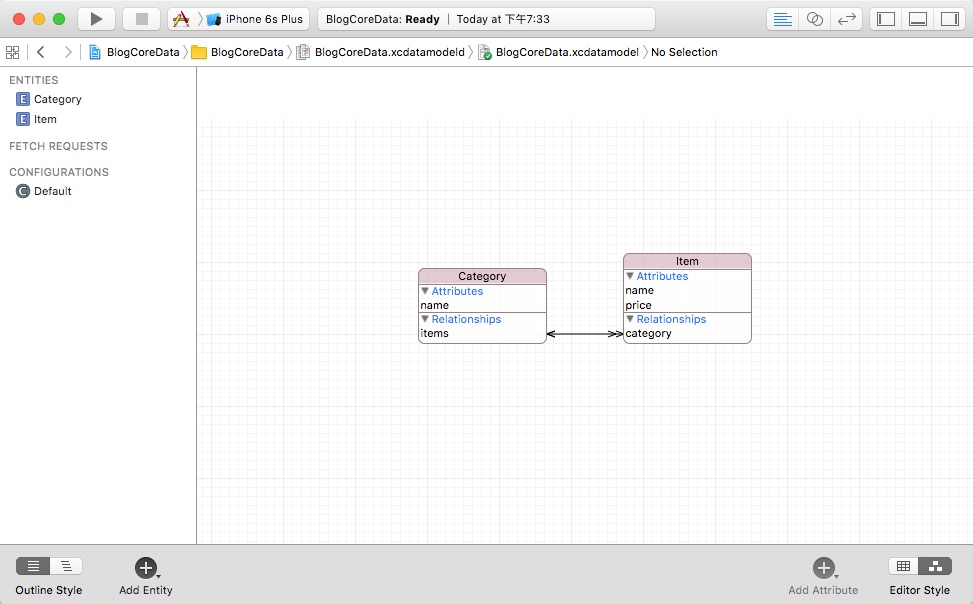 iPhone 6s Plus
BlogCoreData: Ready | Today at 下午7:33
BlogCoreData
BlogCoreData
BlogCoreData.xcdatamodeld
BlogCoreData.xcdatamodel
No Selection
ENTITIES
E Category
E Item
FETCH REQUESTS
CONFIGURATIONS
C Default
Category
Attributes
name
Relationships
items
Item
Attributes
name
price
Relationships
category
Outline Style
Add Entity
Add Attribute
Editor Style